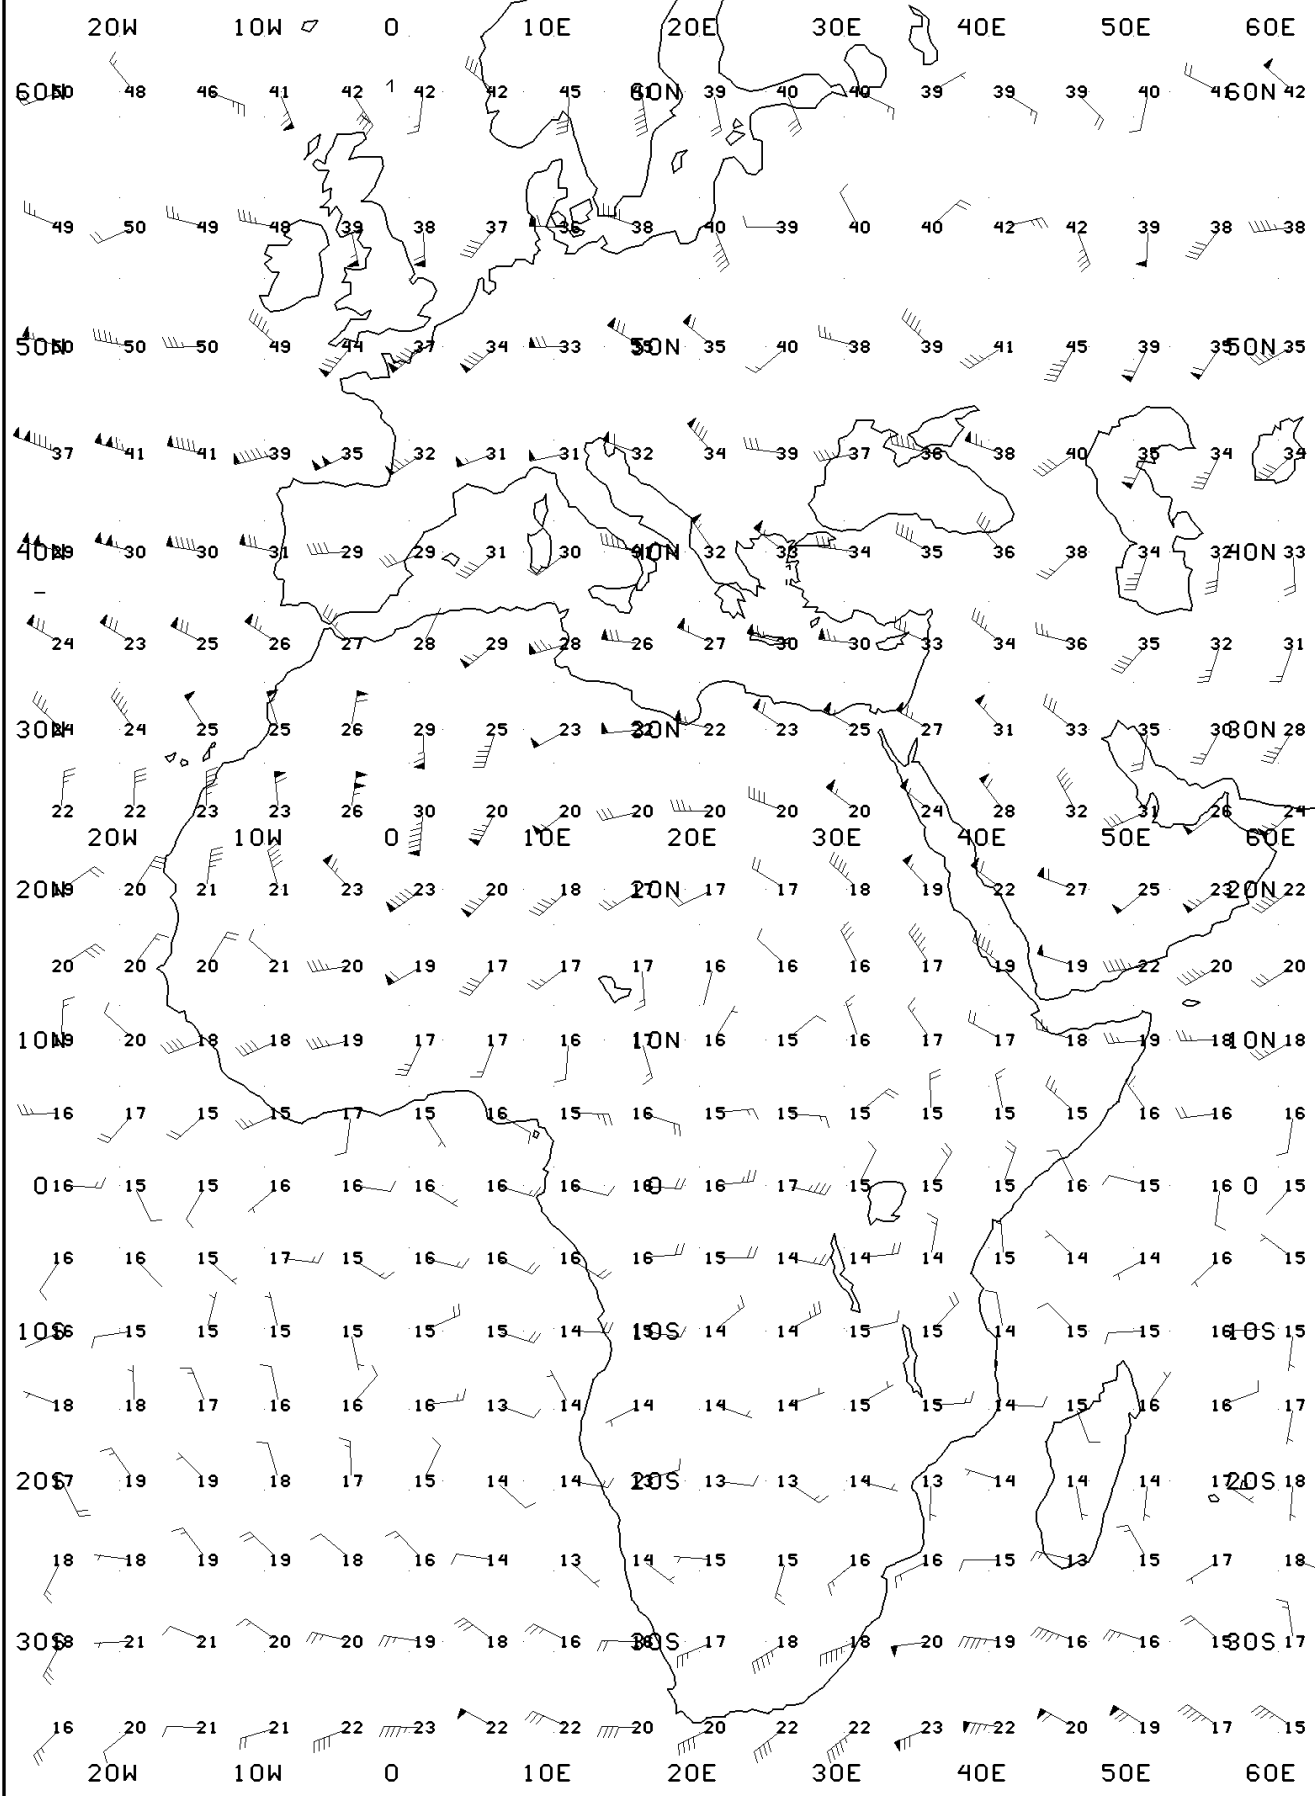 20W 10W 0 10E 20E 30E 40E 50E 60E
60N 48 46 41 42 1 42 42 45 60N 39 40 40 39 39 39 40 60N 42
49 50 49 48 39 38 37 36 38 40 39 40 40 42 42 39 38 38
50N 50 50 49 44 37 34 33 50N 35 40 38 39 41 45 39 50N 35
37 41 41 39 35 32 31 31 32 34 39 37 38 38 40 35 34 34
40N 30 30 31 29 29 31 30 40N 32 33 34 35 36 38 34 40N 33
24 23 25 26 27 28 29 28 26 27 30 30 33 34 36 35 32 31
30N 24 25 25 26 29 25 23 30N 22 23 25 27 31 33 35 30N 28
22 22 23 23 26 30 20 20 20 20 20 20 24 28 32 31 26 24
20W 10W 0 10E 20E 30E 40E 50E 60E
20N 20 21 21 23 23 20 18 20N 17 17 18 19 22 27 25 20N 22
20 20 20 21 20 19 17 17 17 16 16 16 17 19 19 22 20 20
10N 20 18 18 19 17 17 16 10N 16 15 16 17 17 18 19 10N 18
16 17 15 15 17 15 16 15 16 15 15 15 15 15 15 16 16 16
0 16 15 15 16 16 16 16 16 0 16 17 15 15 15 16 15 16 0 15
16 16 15 17 15 16 16 16 16 15 14 14 14 15 14 14 16 15
10S 15 15 15 15 15 15 14 10S 14 14 15 15 14 15 15 10S 15
18 18 17 16 16 16 13 14 14 14 14 15 15 14 15 16 16 17
20S 19 19 18 17 15 14 14 20S 13 13 14 13 14 14 14 20S 18
18 18 19 19 18 16 14 13 14 15 15 16 16 15 13 15 17 18
30S 21 21 20 20 19 18 16 30S 17 18 18 20 19 16 16 30S 17
16 20 21 21 22 23 22 22 20 20 22 22 23 22 20 19 17 15
20W 10W 0 10E 20E 30E 40E 50E 60E